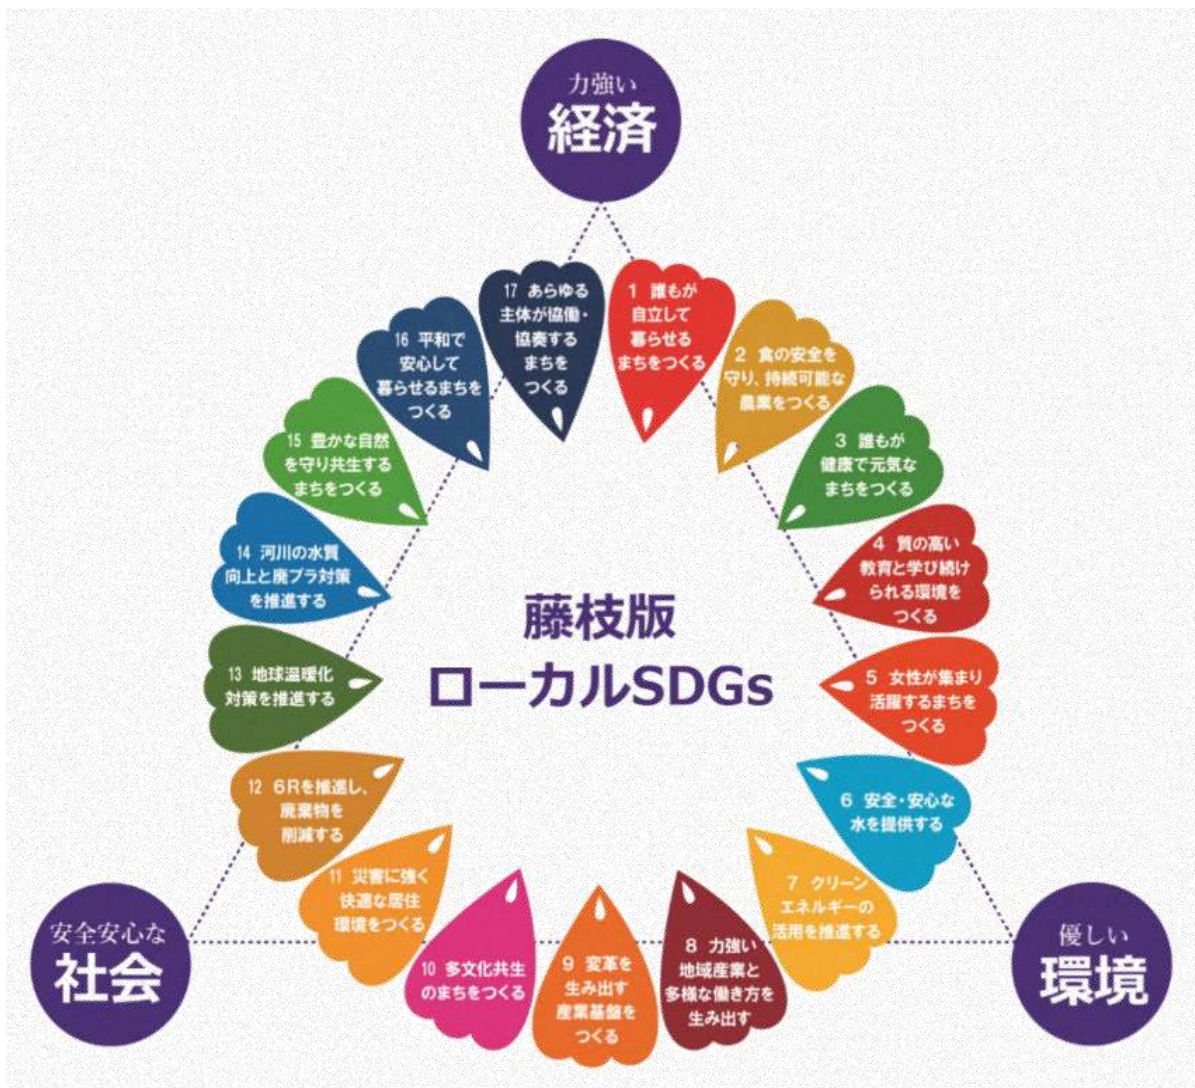 力強い
経済
17 あらゆる
主体が協働・
協奏する
まちを
つくる
1 誰もが
自立して
暮らせる
まちをつくる
2 食の安全を
守り、持続可能な
農業をつくる
3 誰もが
健康で元気な
まちをつくる
4 質の高い
教育と学び続け
られる環境を
つくる
5 女性が集まり
活躍するまちを
つくる
6 安全・安心な
水を提供する
7 クリーン
エネルギーの
活用を推進する
8 力強い
地域産業と
多様な働き方を
生み出す
9 変革を
生み出す
産業基盤を
つくる
10 多文化共生
のまちをつくる
11 災害に強く
快適な居住
環境をつくる
12 6Rを推進し、
廃棄物を
削減する
13 地球温暖化
対策を推進する
14 河川の水質
向上と廃プラ対策
を推進する
15 豊かな自然
を守り共生する
まちをつくる
16 平和で
安心して
暮らせるまちを
つくる
藤枝版
ローカルSDGs
安全安心な
社会
優しい
環境